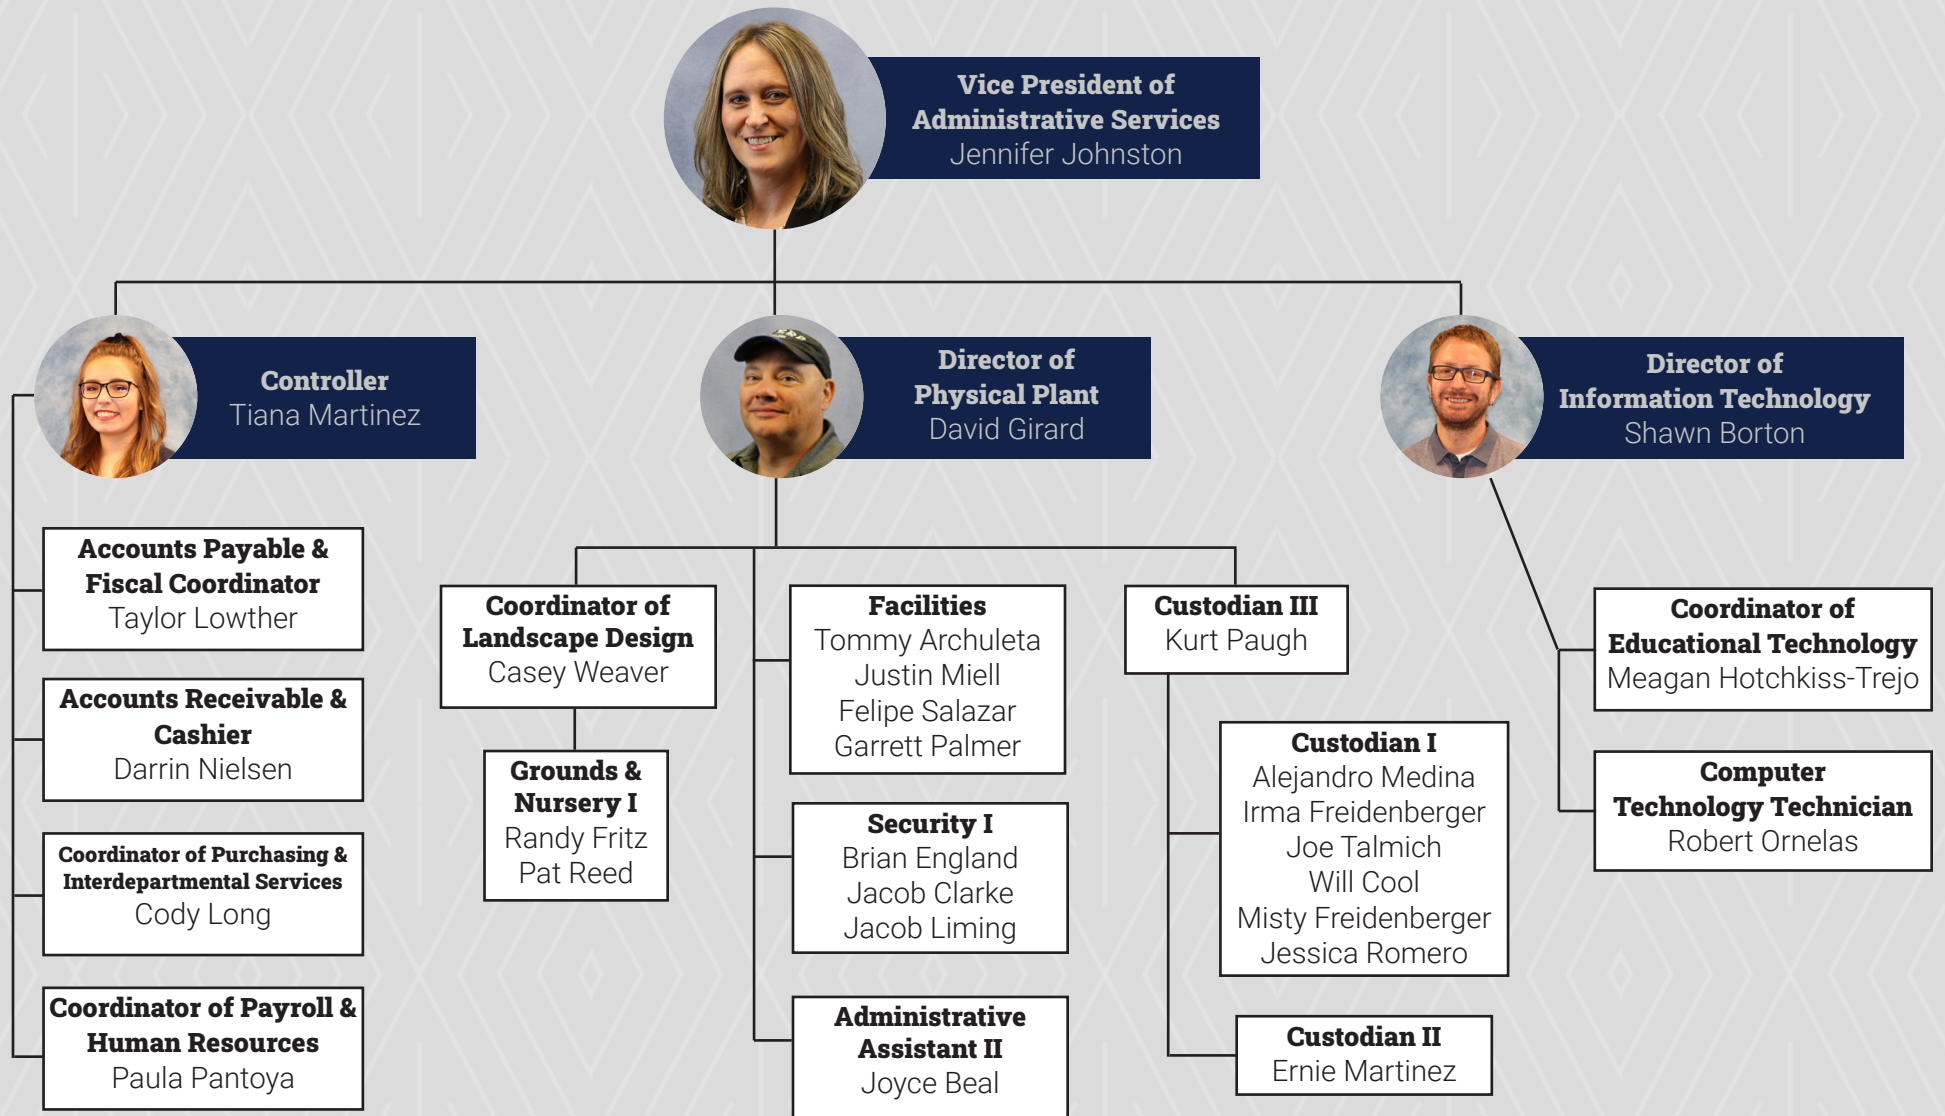 Vice President of
Administrative Services
Jennifer Johnston
Controller
Tiana Martinez
Director of
Physical Plant
David Girard
Director of
Information Technology
Shawn Borton
Accounts Payable &
Fiscal Coordinator
Taylor Lowther
Accounts Receivable &
Cashier
Darrin Nielsen
Coordinator of Purchasing &
Interdepartmental Services
Cody Long
Coordinator of Payroll &
Human Resources
Paula Pantoya
Coordinator of
Landscape Design
Casey Weaver
Grounds &
Nursery I
Randy Fritz
Pat Reed
Facilities
Tommy Archuleta
Justin Miell
Felipe Salazar
Garrett Palmer
Security I
Brian England
Jacob Clarke
Jacob Liming
Administrative
Assistant II
Joyce Beal
Custodian III
Kurt Paugh
Custodian I
Alejandro Medina
Irma Freidenberger
Joe Talmich
Will Cool
Misty Freidenberger
Jessica Romero
Custodian II
Ernie Martinez
Coordinator of
Educational Technology
Meagan Hotchkiss-Trejo
Computer
Technology Technician
Robert Ornelas